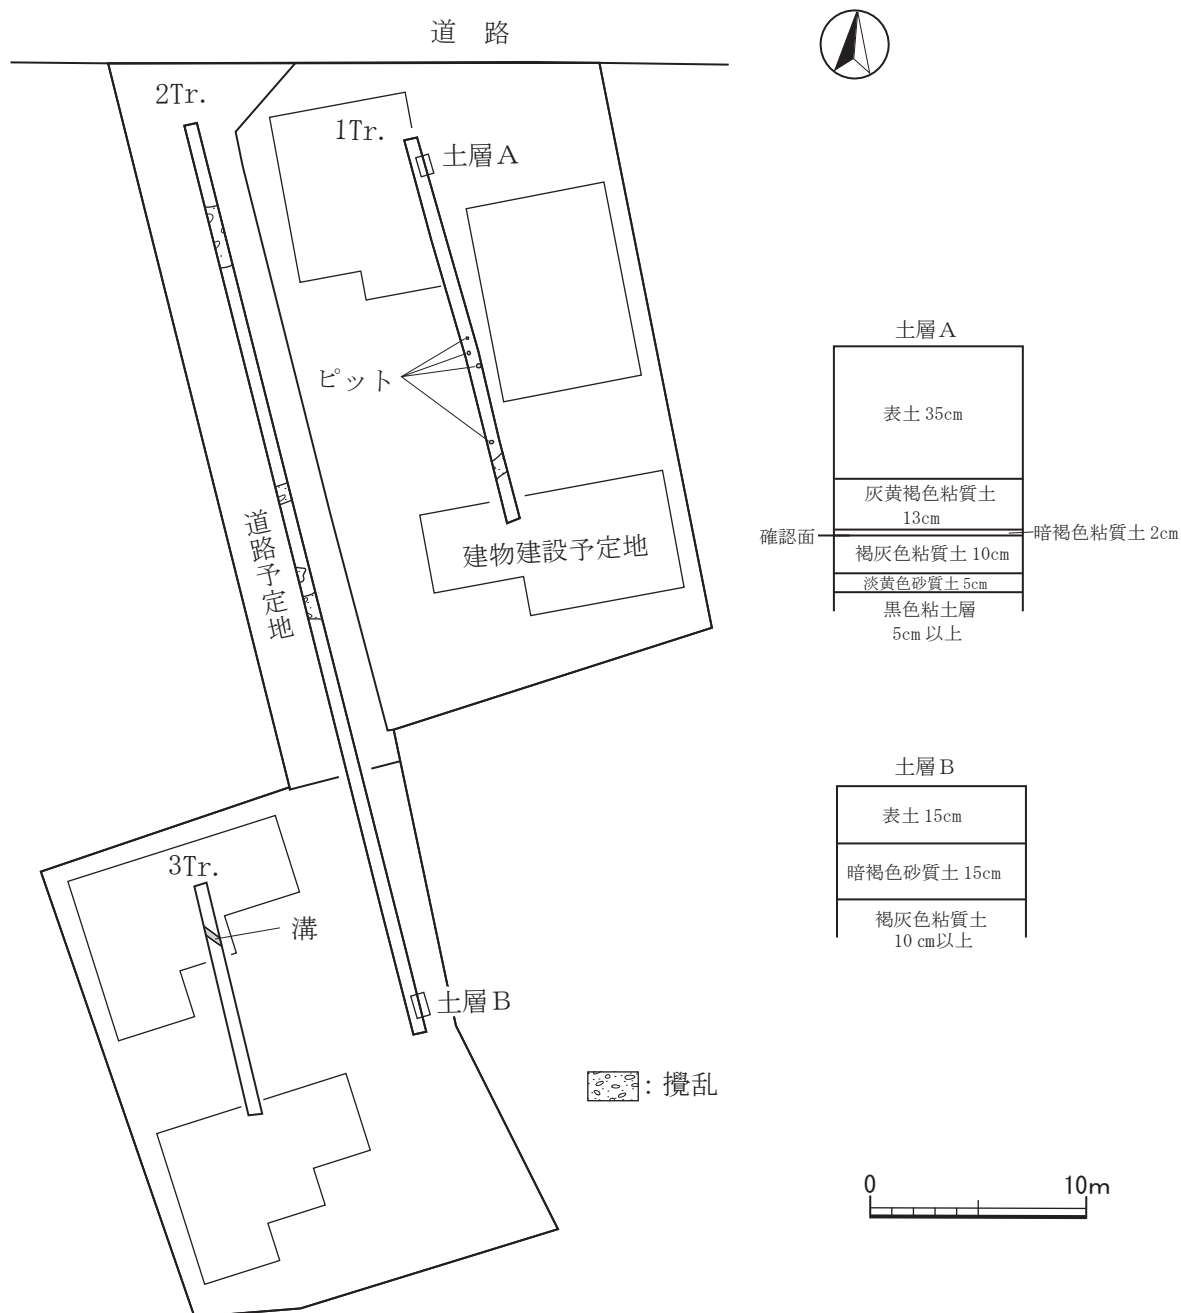 道　路
2Tr.
1Tr.
土層A
ピット
道路予定地
建物建設予定地
3Tr.
溝
土層B
：攪乱
土層A
表土 35cm
灰黄褐色粘質土
13cm
確認面
暗褐色粘質土 2cm
褐灰色粘質土 10cm
淡黄色砂質土 5cm
黒色粘土層
5cm 以上
土層B
表土 15cm
暗褐色砂質土 15cm
褐灰色粘質土
10 cm以上
0
10m